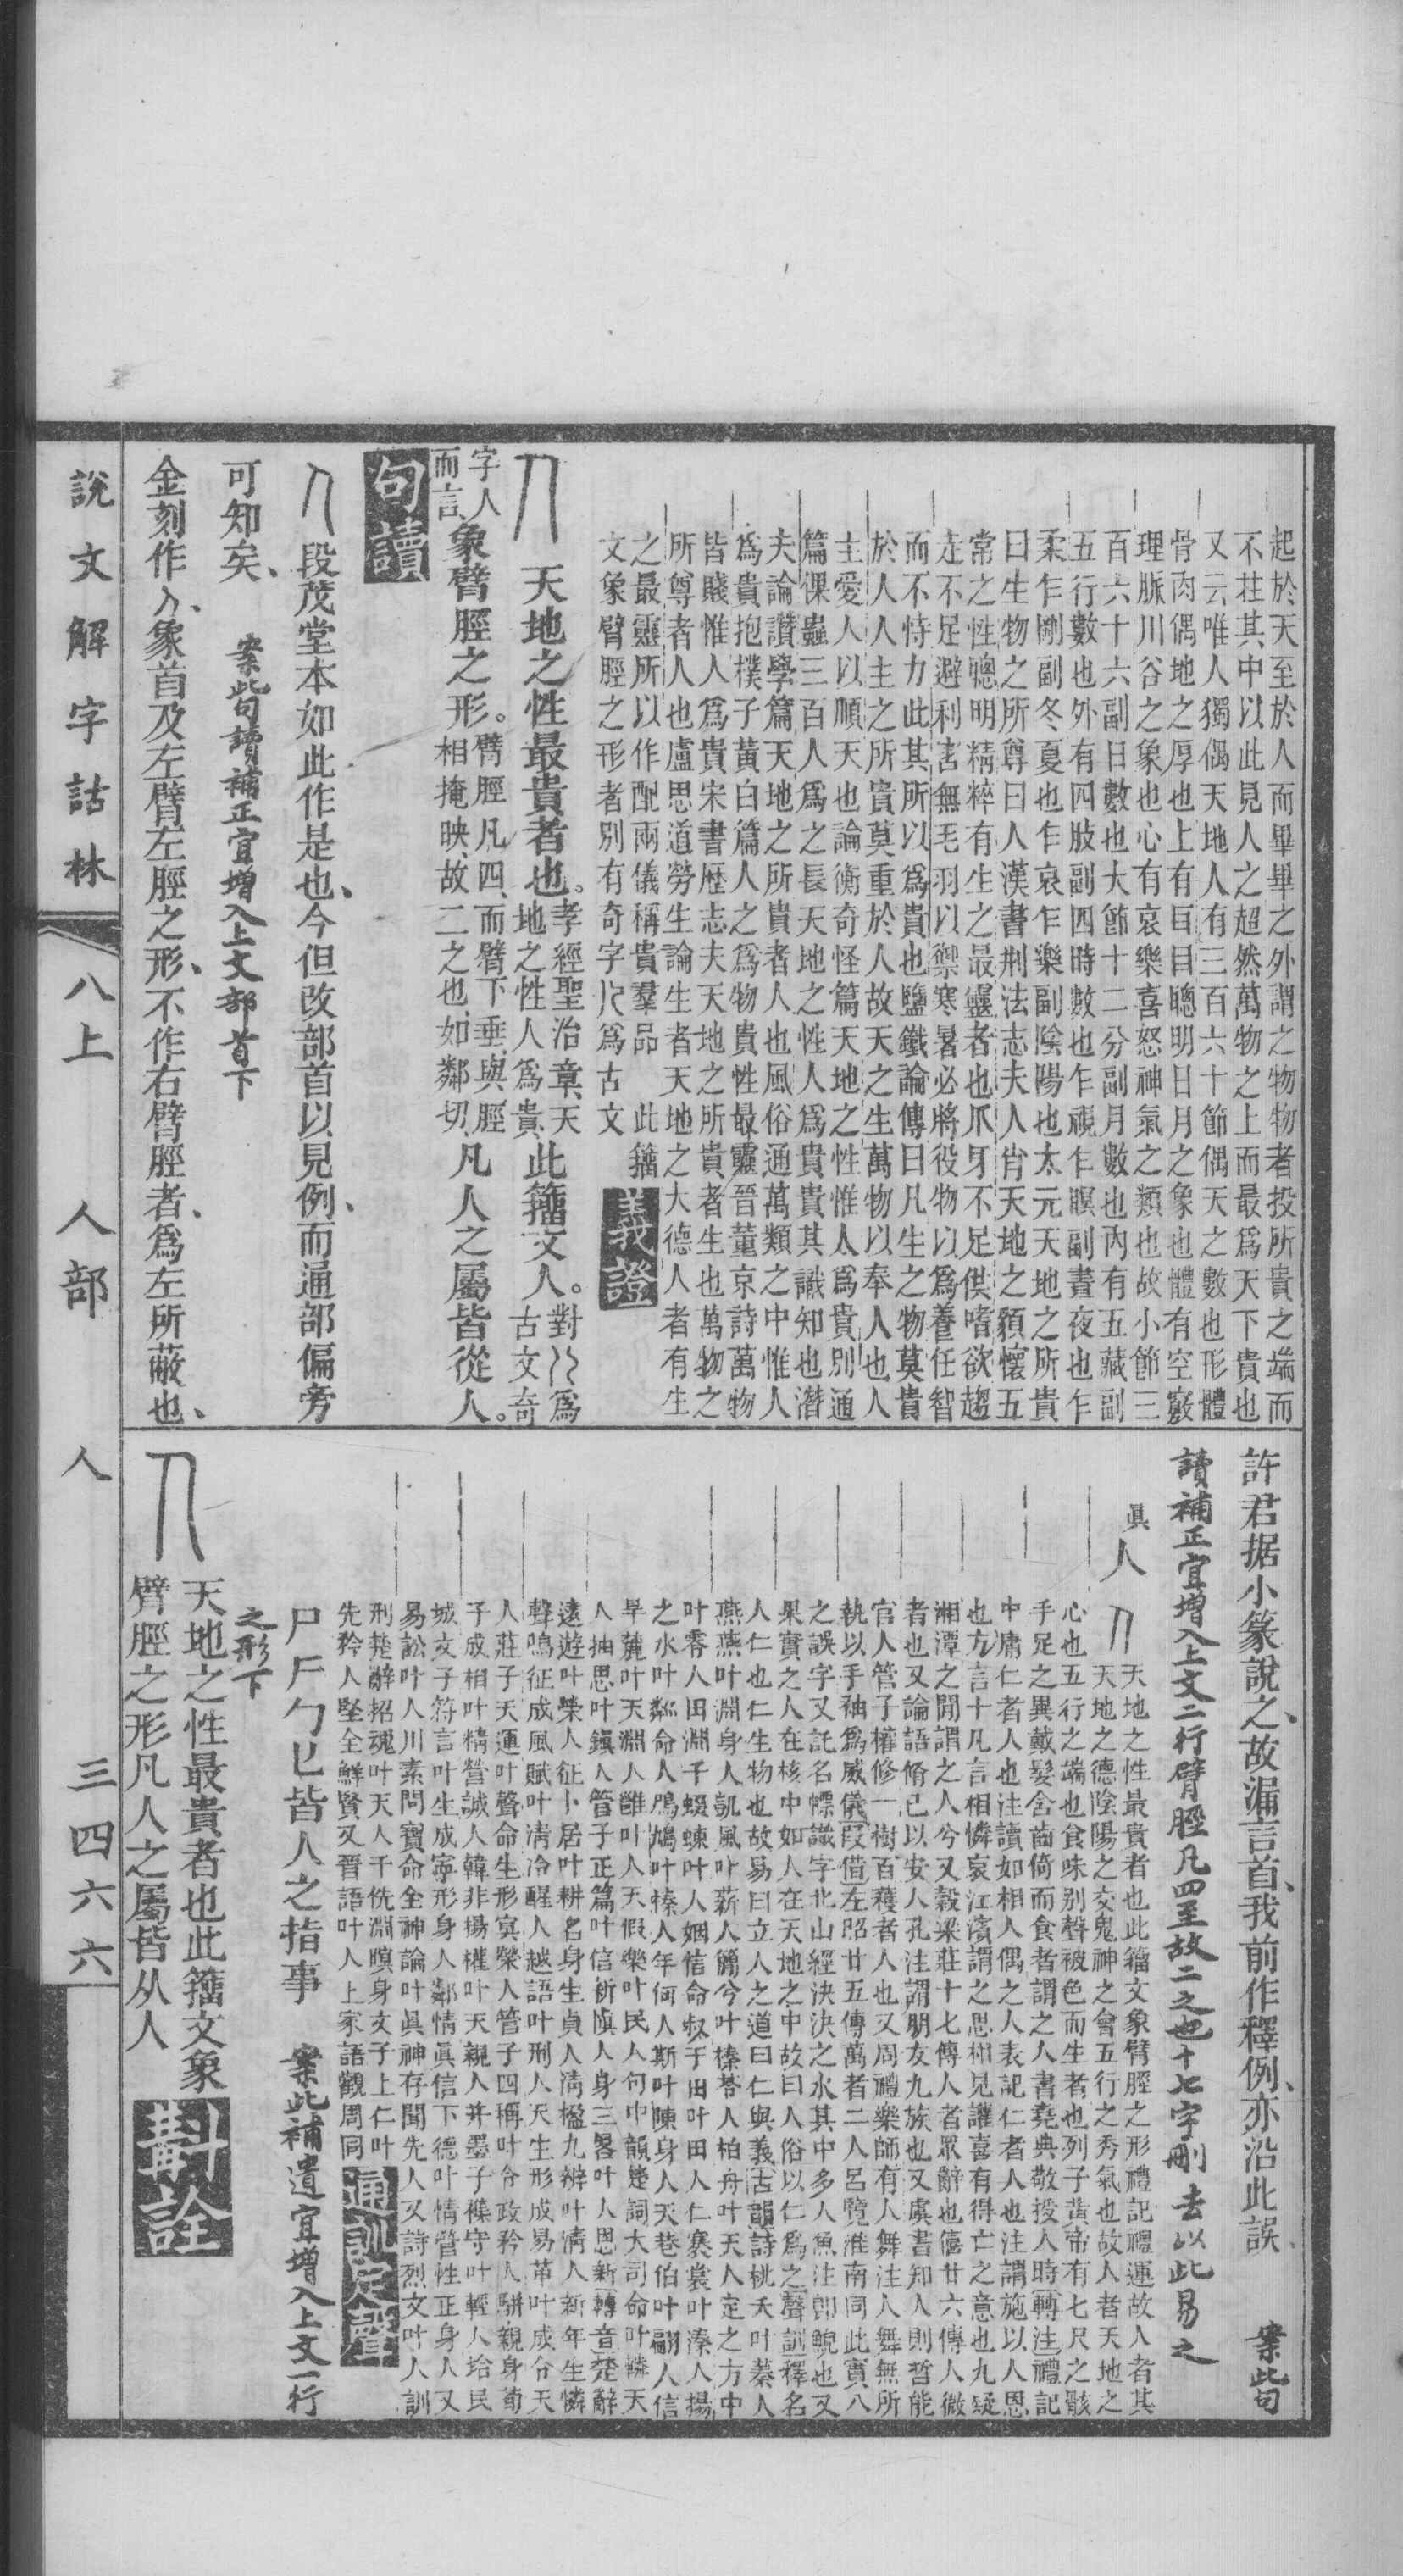 起於天至於人而畢畢之外謂之物物者投所貴之端而
不在其中以此見人之超然萬物之上而最爲天下貴也
又云唯人獨偶天地人有三百六十節偶天之數也形體
骨肉偶地之厚也上有耳目聰明日月之象也體有空竅
理脈川谷之象也心有哀樂喜怒神氣之類也故小節三
百六十六副日數也大節十二分副月數也內有五藏副
五行數也外有四肢副四時數也乍視乍瞑副晝夜也乍
柔乍剛副冬夏也乍哀乍樂副陰陽也太元天地之所貴
曰生物之所尊曰人漢書刑法志夫人肖天地之䫉懷五
常之性聰明精粹有生之最靈者也爪牙不足供嗜欲趨
走不足避利害無毛羽以禦寒暑必將役物以爲養任智
而不恃力此其所以爲貴也鹽鐵論傳曰凡生之物莫貴
於人人主之所貴莫重於人故天之生萬物以奉人也人
主愛人以順天也論衡奇怪篇天地之性惟人爲貴別通
篇倮蟲三百人爲之長天地之性人爲貴貴其識知也潛
夫論讚學篇天地之所貴者人也風俗通萬類之中惟人
爲貴抱樸子黃白篇人之爲物貴性最靈晉董京詩萬物
皆賤惟人爲貴宋書歷志夫天地之所貴者生也萬物之
所尊者人也盧思道勞生論生者天地之大德人者有生
之最靈所以作配兩儀稱貴羣品 此籒
文象臂脛之形者別有奇字𠆢爲古文 義證
天地之性最貴者也。孝經聖治章、天地之性人爲貴、此籒文人。對為古文奇
字人而言、象臂脛之形。臂脛凡四、而臂下垂、與脛相掩映、故二之也、如鄰切、凡人之屬皆從人。
句讀
段茂堂本如此作是也、今但改部首以見例、而通部偏旁
可知矣、 案此句讀補正宜增入上文部首下
金刻作、象首及左臂左脛之形、不作右臂脛者、爲左所蔽也、
許君据小篆說之、故漏言首、我前作釋例、亦沿此誤、 案此句
讀補正宜增入上文二行臂脛凡四至故二之也十七字刪去以此易之
眞人
天地之性最貴者也此籒文象臂脛之形禮記禮運故人者其
天地之德陰陽之交鬼神之會五行之秀氣也故人者天地之
心也五行之端也食味別聲被色而生者也列子黃帝有七尺之骸
手足之異戴髮含齒倚而食者謂之人書堯典敬授人時轉注禮記
中庸仁者人也注讀如相人偶之人表記仁者人也注謂施以人恩
也方言十凡言相憐哀江濱謂之思相見讙喜有得亡之意也九疑
湘潭之閒謂之人兮又穀梁莊十七傳人者眾辭也僖廿六傳人微
者也又論語脩已以安人孔注謂朋友九族也又虞書知人則哲能
官人管子權修一樹百穫者人也又周禮樂師有人舞注人舞無所
執以手袖爲威儀叚借左昭廿五傳萬者二人呂覽淮南同此實八
之誤字又託名幖識字北山經決決之水其中多人魚注卽鯢也又
果實之人在核中如人在天地之中故曰人俗以仁爲之聲訓釋名
人仁也仁生物也故易曰立人之道曰仁與義古韻詩桃夭叶蓁人
燕燕叶淵身人凱風叶薪人簡兮叶榛苓人柏舟叶天人定之方中
叶零人田淵千蝃蝀叶人姻信命叔于田叶田人仁褰裳叶溱人揚
之水叶鄰命人鳲鳩叶榛人年何人斯叶陳身人天巷伯叶翩人信
旱麓叶天淵人雝叶人天假樂叶民人句中韻楚詞大司命叶轔天
人抽思叶鎭人管子正篇叶信祈愼人身三畧叶人恩新轉音楚辭
遠遊叶榮人征卜居叶耕名身生貞人清楹九辨叶清人新年生憐
聲鳴征成風賦叶清泠醒人越語叶刑人天生形成易革叶成兮天
人莊子天運叶聲命生形冥榮人管子四稱叶令政矜人駢親身荀
子成相叶精營誠人韓非揚權叶天親人幷墨子襍守叶輕人殆民
城文子符言叶生成寧形身人鄰情眞信下德叶情營性正身人又
易訟叶人川素問寶命全神論叶眞神存聞先人又詩烈文叶人訓
刑楚辭招魂叶天人千侁淵瞑身文子上仁叶
先矜人堅全鮮賢又晉語叶人上家語觀周同 通訓定聲
尸𠂆勹匕皆人之指事 案此補遺宜增入上文一行
之形下
天地之性最貴者也此籒文象
臂脛之形凡人之屬皆从人 斠詮
說文解字詁林 八上 人部 人 三四六六